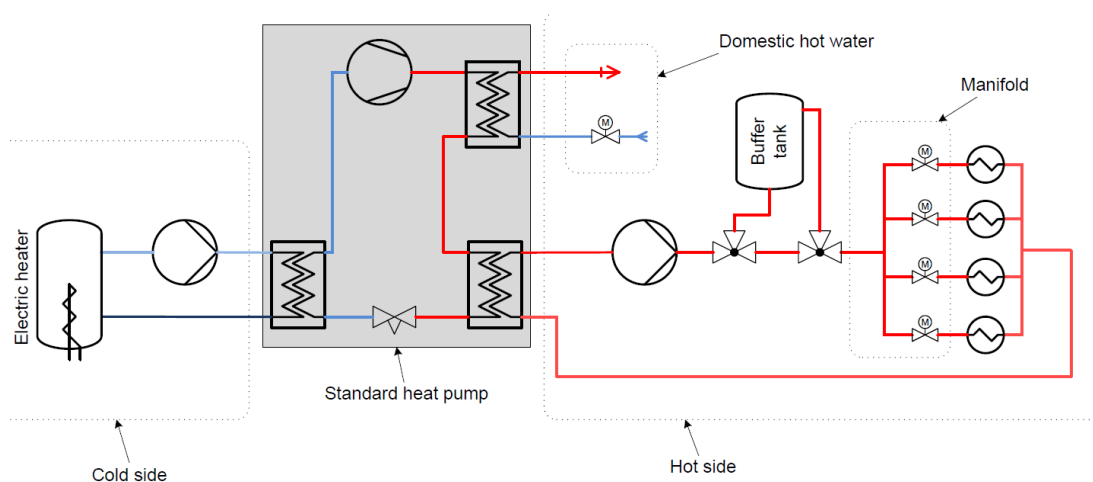 Domestic hot water
Manifold
M
Buffer
tank
M
M
M
M
Electric heater
Standard heat pump
Cold side
Hot side